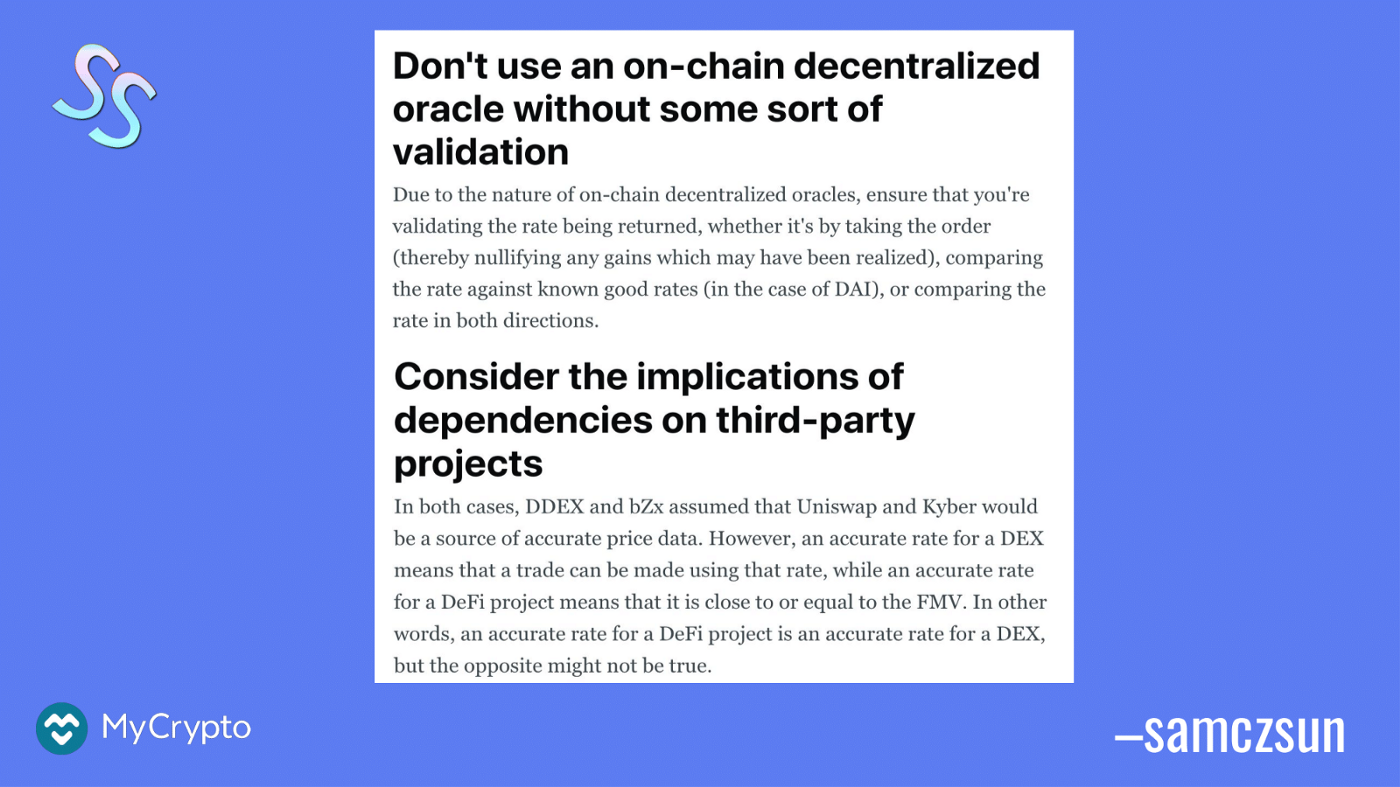 SS
Don't use an on-chain decentralized
oracle without some sort of
validation
Due to the nature of on-chain decentralized oracles, ensure that you're
validating the rate being returned, whether it's by taking the order
(thereby nullifying any gains which may have been realized), comparing
the rate against known good rates (in the case of DAI), or comparing the
rate in both directions.
Consider the implications of
dependencies on third-party
projects
In both cases, DDEX and bZx assumed that Uniswap and Kyber would
be a source of accurate price data. However, an accurate rate for a DEX
means that a trade can be made using that rate, while an accurate rate
for a DeFi project means that it is close to or equal to the FMV. In other
words, an accurate rate for a DeFi project is an accurate rate for a DEX,
but the opposite might not be true.
MyCrypto
–samczsun